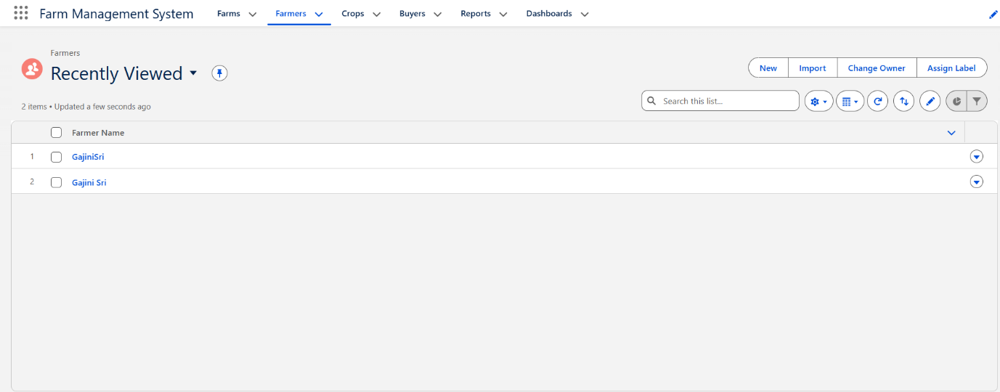 Farm Management System Farms Farmers Crops Buyers Reports Dashboards
Farmers
Recently Viewed
New Import Change Owner Assign Label
2 items • Updated a few seconds ago
Search this list...
Farmer Name
1 GajiniSri
2 Gajini Sri